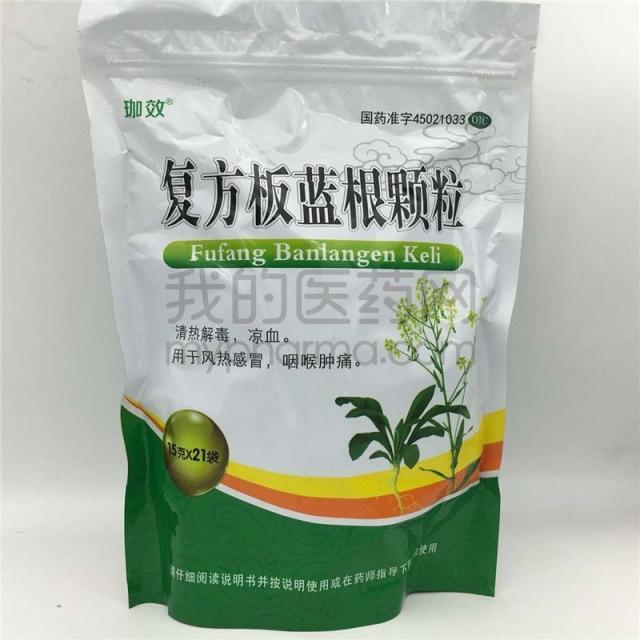 珈效®
国药准字45021033 OTC
复方板蓝根颗粒
Fufang Banlangen Keli
我的医药网
mypharma.com
清热解毒，凉血。
用于风热感冒，咽喉肿痛。
15克X21袋
请仔细阅读说明书并按说明使用或在药师指导下购买和使用